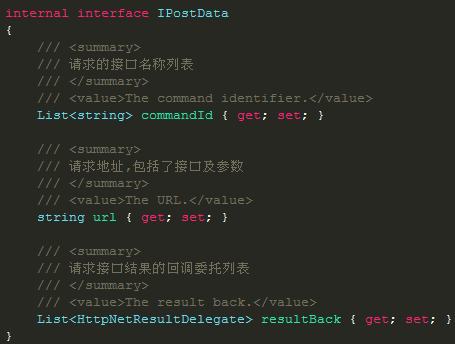 internal interface IPostData
{
/// <summary>
/// 请求的接口名称列表
/// </summary>
/// <value>The command identifier.</value>
List<string> commandId { get; set; }
/// <summary>
/// 请求地址,包括了接口及参数
/// </summary>
/// <value>The URL.</value>
string url { get; set; }
/// <summary>
/// 请求接口结果的回调委托列表
/// </summary>
/// <value>The result back.</value>
List<HttpNetResultDelegate> resultBack { get; set; }
}